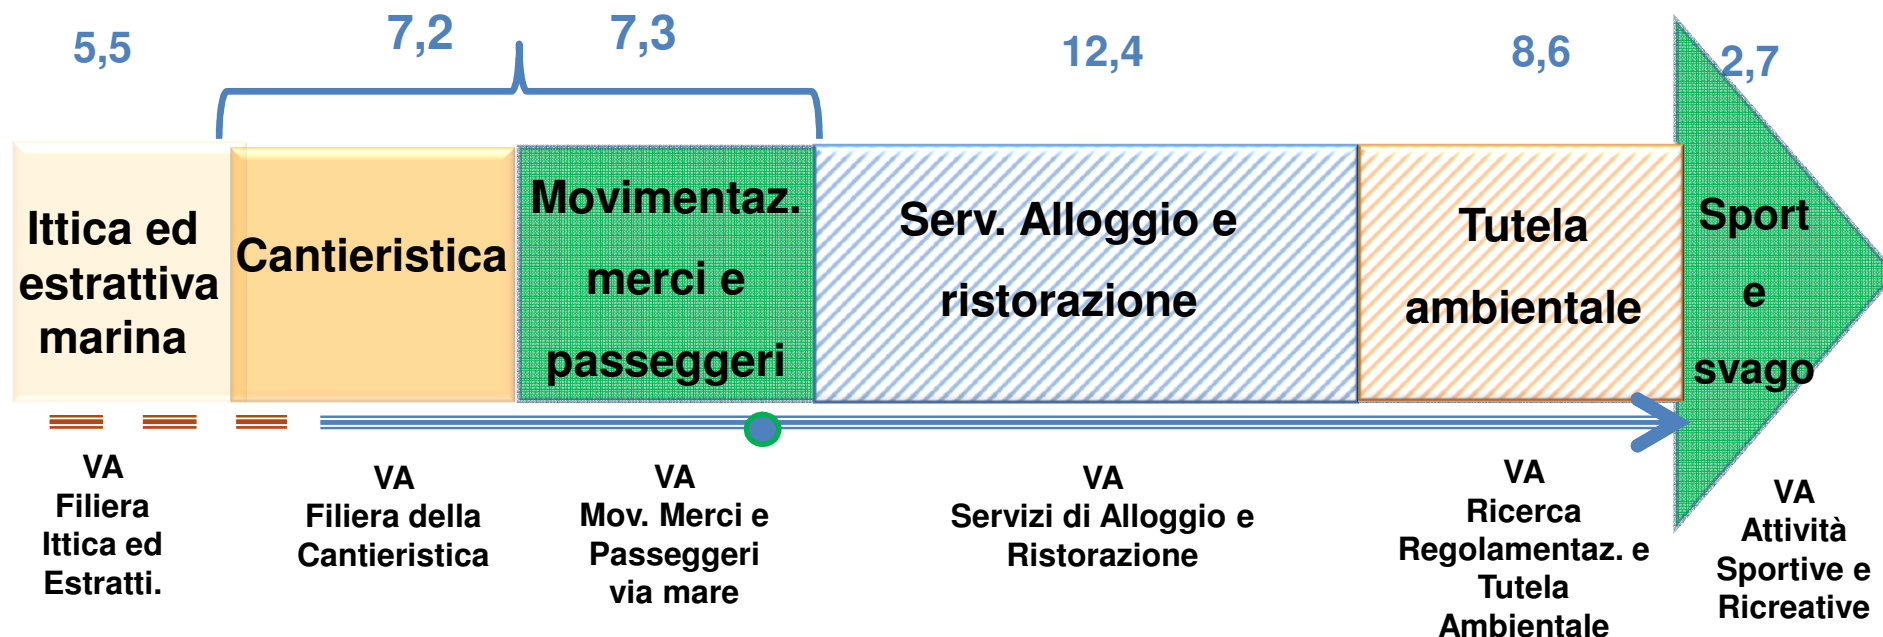 5,5
7,2
7,3
12,4
8,6
2,7
Ittica ed
estrattiva
marina
Cantieristica
Movimentaz.
merci e
passeggeri
Serv. Alloggio e
ristorazione
Tutela
ambientale
Sport
e
svago
VA
Filiera
Ittica ed
Estratti.
VA
Filiera della
Cantieristica
VA
Mov. Merci e
Passeggeri
via mare
VA
Servizi di Alloggio e
Ristorazione
VA
Ricerca
Regolamentaz. e
Tutela
Ambientale
VA
Attività
Sportive e
Ricreative